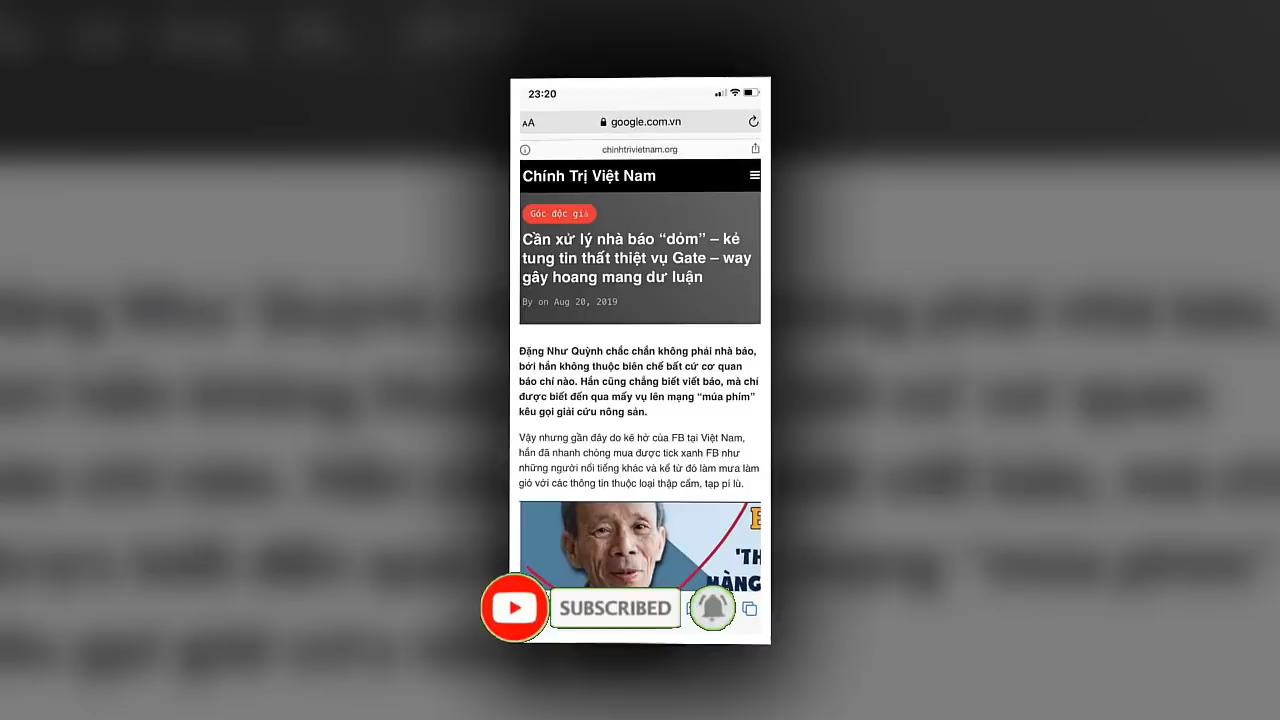 23:20
AA
google.com.vn
chinhtrivietnam.org
Chính Trị Việt Nam
Góc độc giả
Cần xử lý nhà báo “dỏm” – kẻ
tung tin thất thiệt vụ Gate – way
gây hoang mang dư luận
By on Aug 20, 2019
Đặng Như Quỳnh chắc chắn không phải nhà báo,
bởi hắn không thuộc biên chế bất cứ cơ quan
báo chí nào. Hắn cũng chẳng biết viết báo, mà chỉ
được biết đến qua mấy vụ lên mạng “múa phím”
kêu gọi giải cứu nông sản.
Vậy nhưng gần đây do kẽ hở của FB tại Việt Nam,
hắn đã nhanh chóng mua được tick xanh FB như
những người nổi tiếng khác và kể từ đó làm mưa làm
gió với các thông tin thuộc loại thập cẩm, tạp pí lù.
'TH
HÀNG
SUBSCRIBED